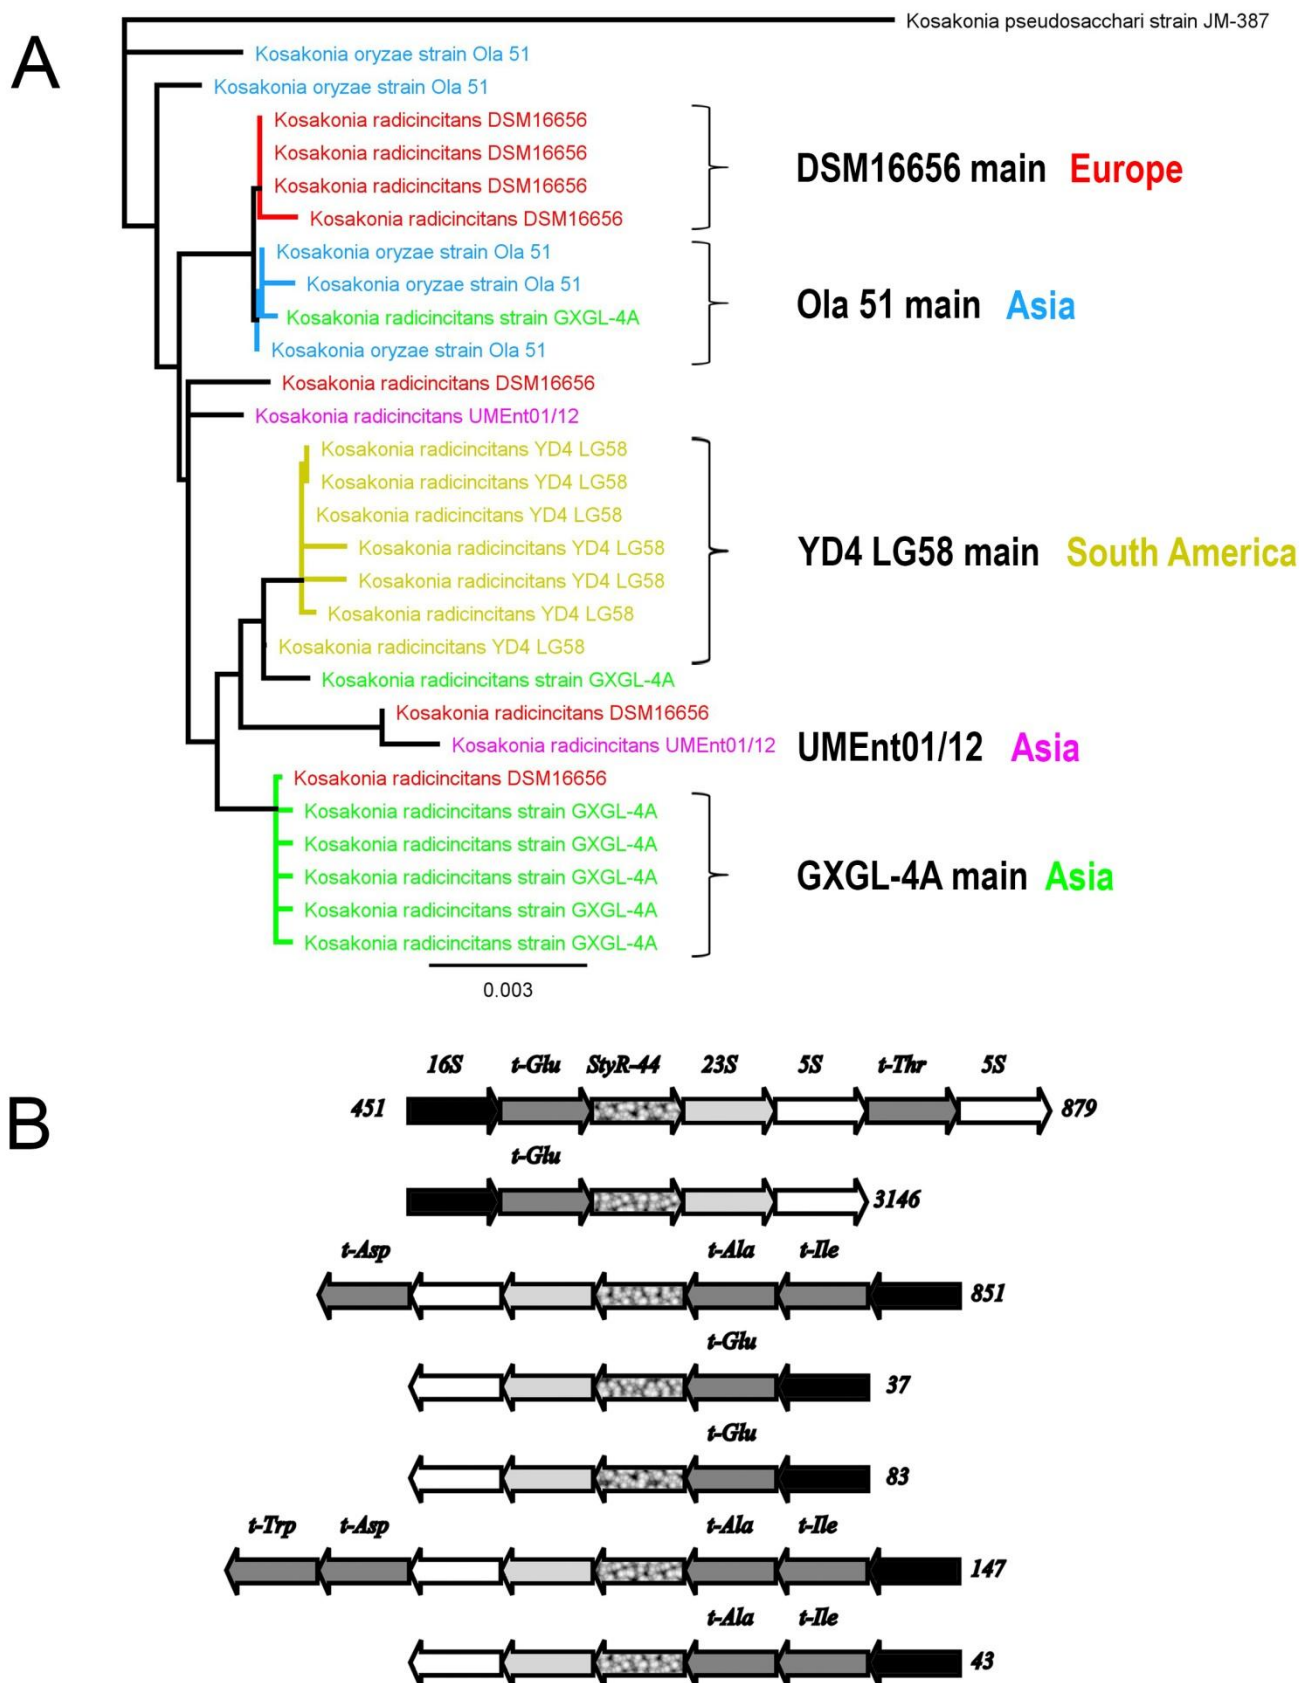 A
Kosakonia pseudosacchari strain JM-387
Kosakonia oryzae strain Ola 51
Kosakonia oryzae strain Ola 51
Kosakonia radicincitans DSM16656
Kosakonia radicincitans DSM16656
Kosakonia radicincitans DSM16656
Kosakonia radicincitans DSM16656
DSM16656 main Europe
Kosakonia oryzae strain Ola 51
Kosakonia oryzae strain Ola 51
Kosakonia radicincitans strain GXGL-4A
Kosakonia oryzae strain Ola 51
Ola 51 main Asia
Kosakonia radicincitans DSM16656
Kosakonia radicincitans UMEnt01/12
Kosakonia radicincitans YD4 LG58
Kosakonia radicincitans YD4 LG58
Kosakonia radicincitans YD4 LG58
Kosakonia radicincitans YD4 LG58
Kosakonia radicincitans YD4 LG58
Kosakonia radicincitans YD4 LG58
Kosakonia radicincitans YD4 LG58
YD4 LG58 main South America
Kosakonia radicincitans strain GXGL-4A
Kosakonia radicincitans DSM16656
Kosakonia radicincitans UMEnt01/12
UMEnt01/12 Asia
Kosakonia radicincitans DSM16656
Kosakonia radicincitans strain GXGL-4A
Kosakonia radicincitans strain GXGL-4A
Kosakonia radicincitans strain GXGL-4A
Kosakonia radicincitans strain GXGL-4A
Kosakonia radicincitans strain GXGL-4A
GXGL-4A main Asia
0.003
B
16S t-Glu StyR-44 23S 5S t-Thr 5S
451 879
t-Glu
3146
t-Asp t-Ala t-Ile
851
t-Glu
37
t-Glu
83
t-Trp t-Asp t-Ala t-Ile
147
t-Ala t-Ile
43